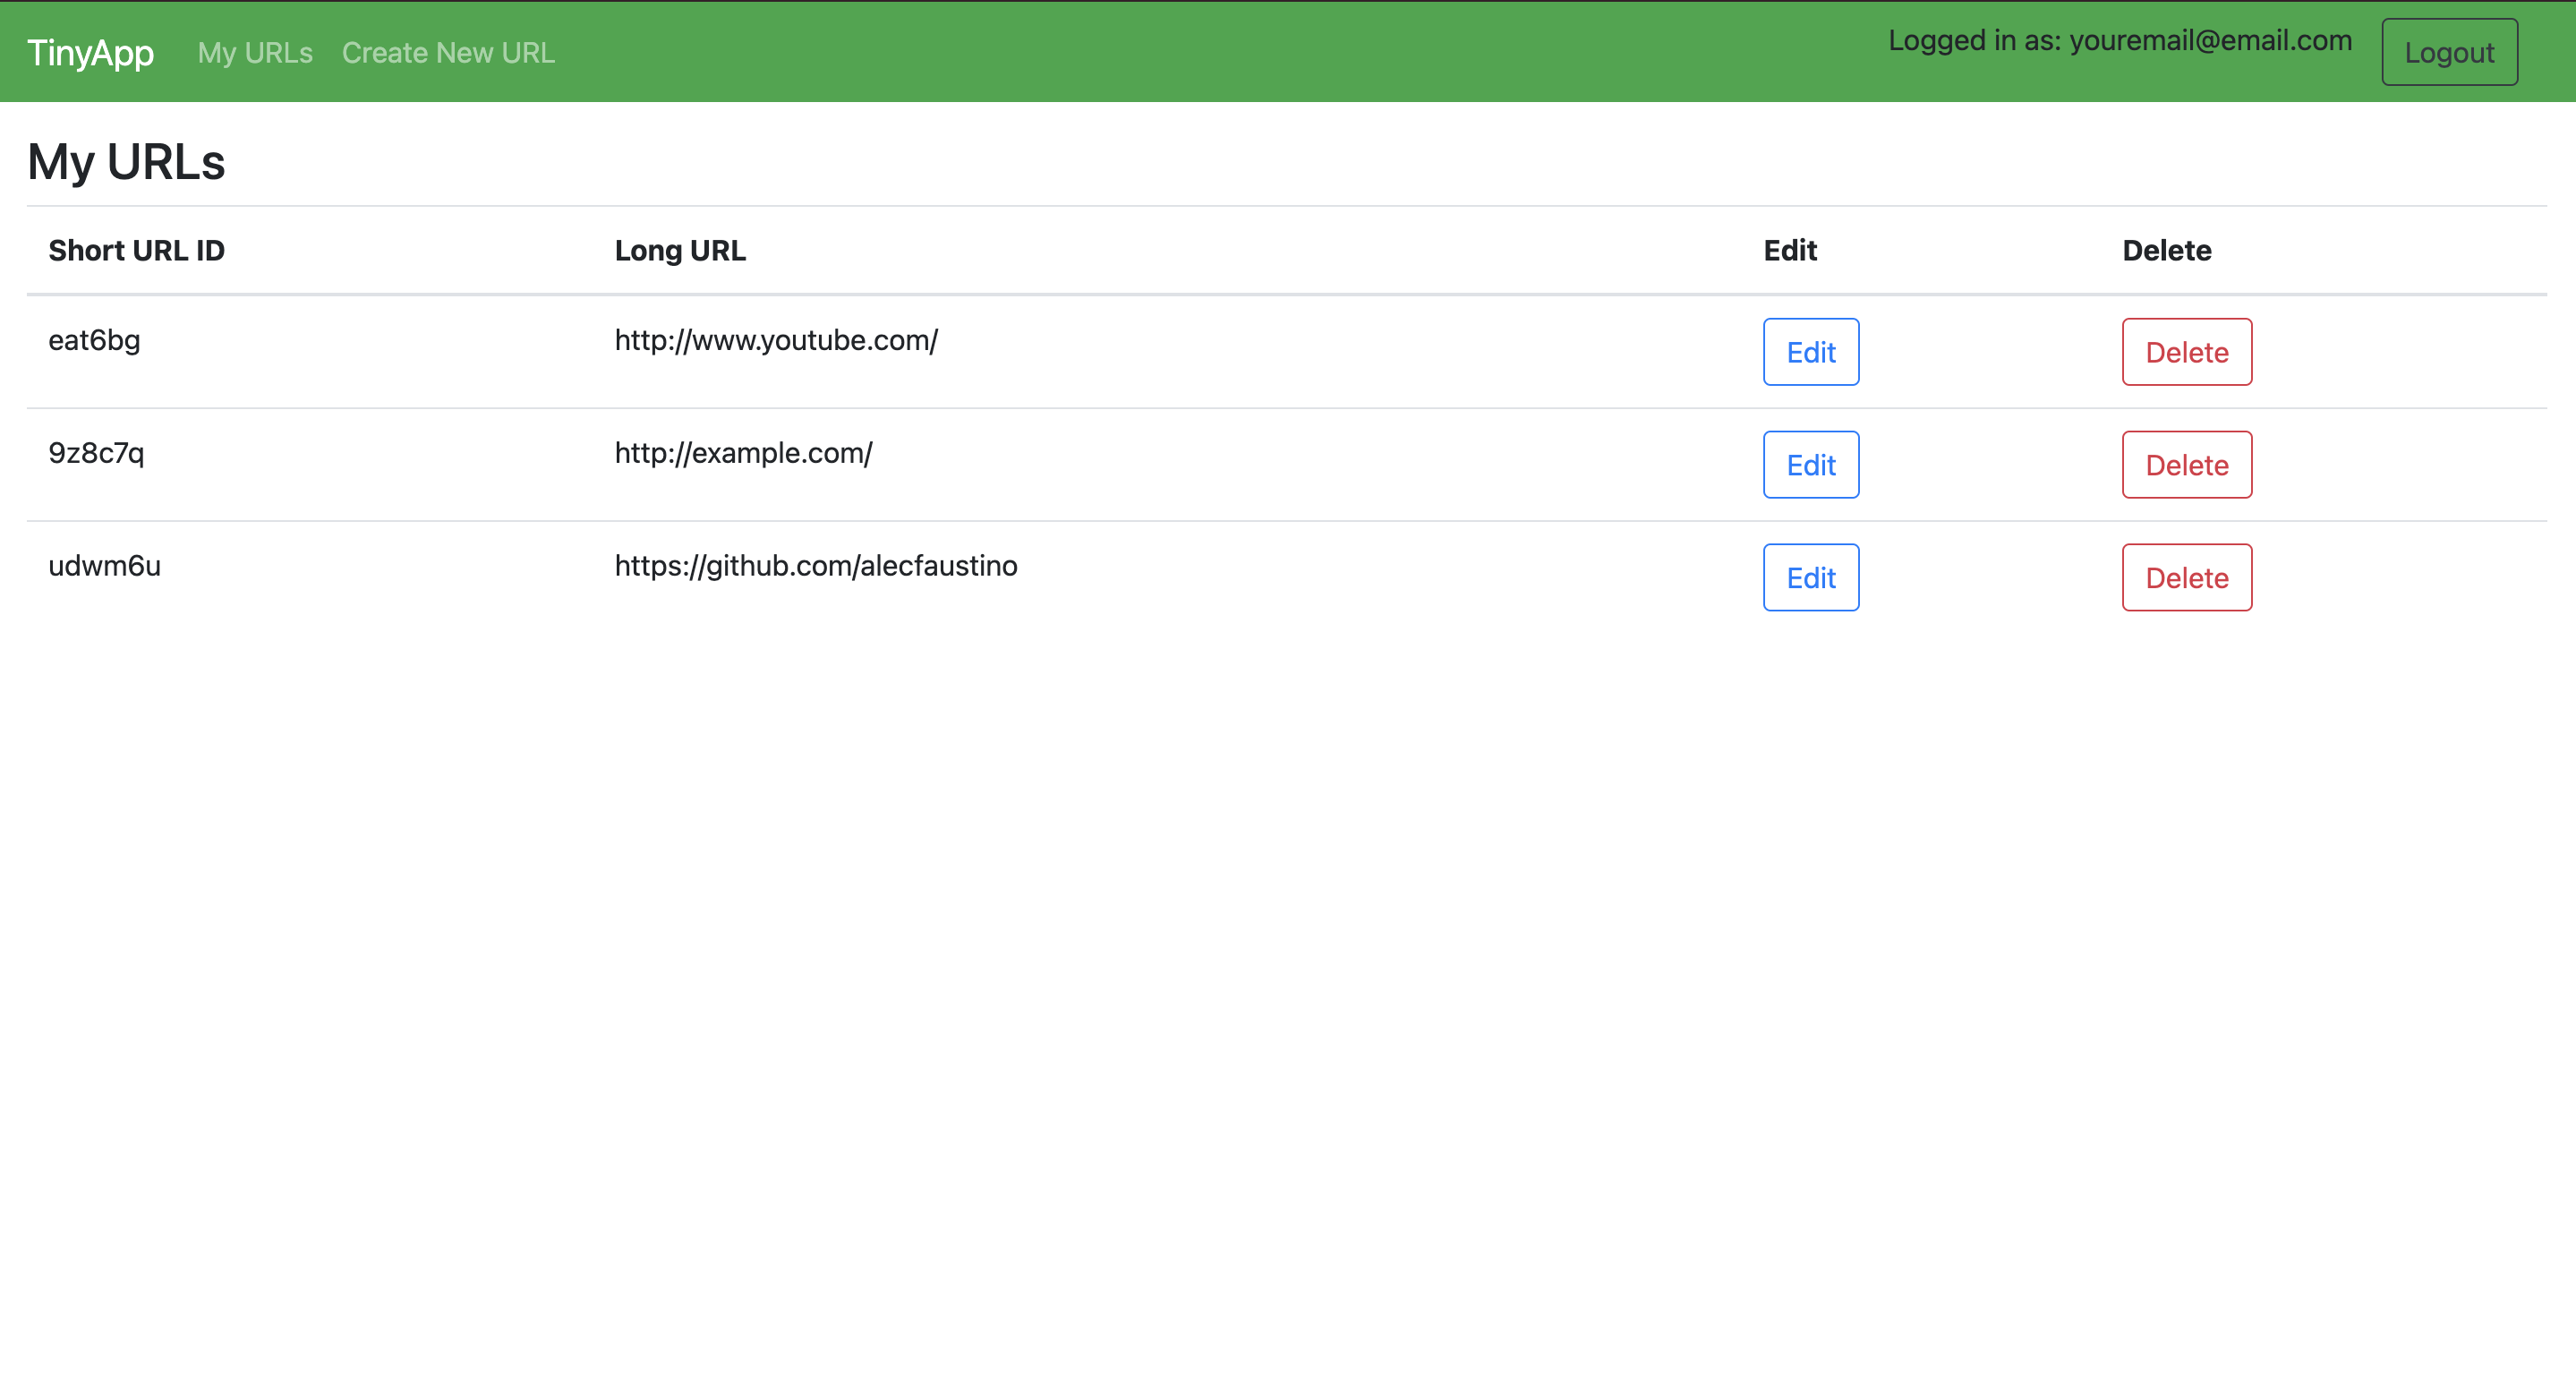 TinyApp My URLs Create New URL Logged in as: youremail@email.com Logout
My URLs
Short URL ID Long URL Edit Delete
eat6bg http://www.youtube.com/ Edit Delete
9z8c7q http://example.com/ Edit Delete
udwm6u https://github.com/alecfaustino Edit Delete